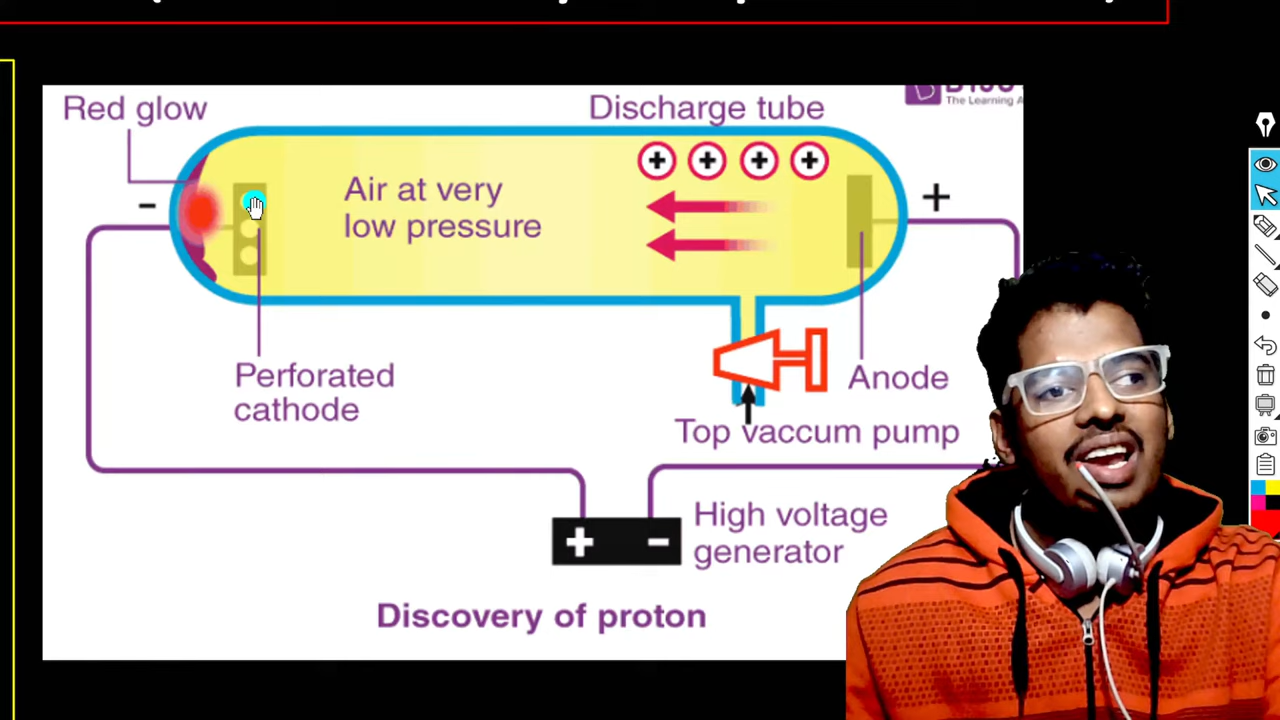 The Learning
Red glow
Discharge tube
+ + + +
Air at very
low pressure
-
+
Perforated
cathode
Anode
Top vaccum pump
High voltage
generator
+ -
Discovery of proton